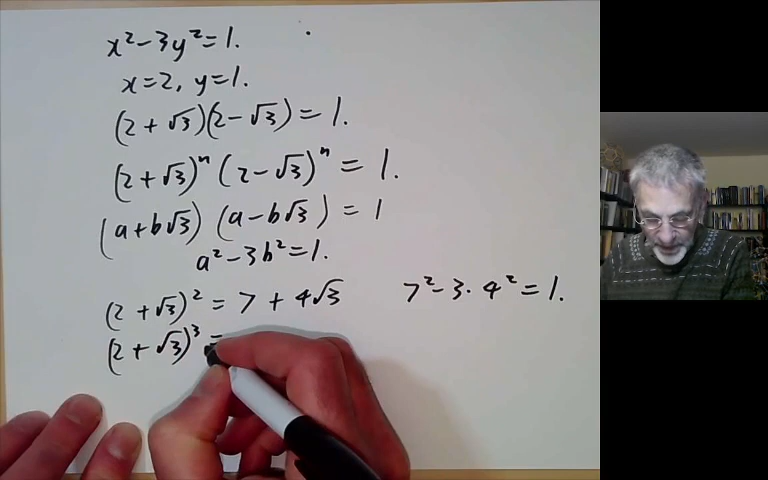 x²-3y²=1.
x=2, y=1.
(2+√3)(2-√3)=1.
(2+√3)ⁿ(2-√3)ⁿ=1.
(a+b√3)(a-b√3)=1
a²-3b²=1.
(2+√3)²=7+4√3 7²-3·4²=1.
(2+√3)³=